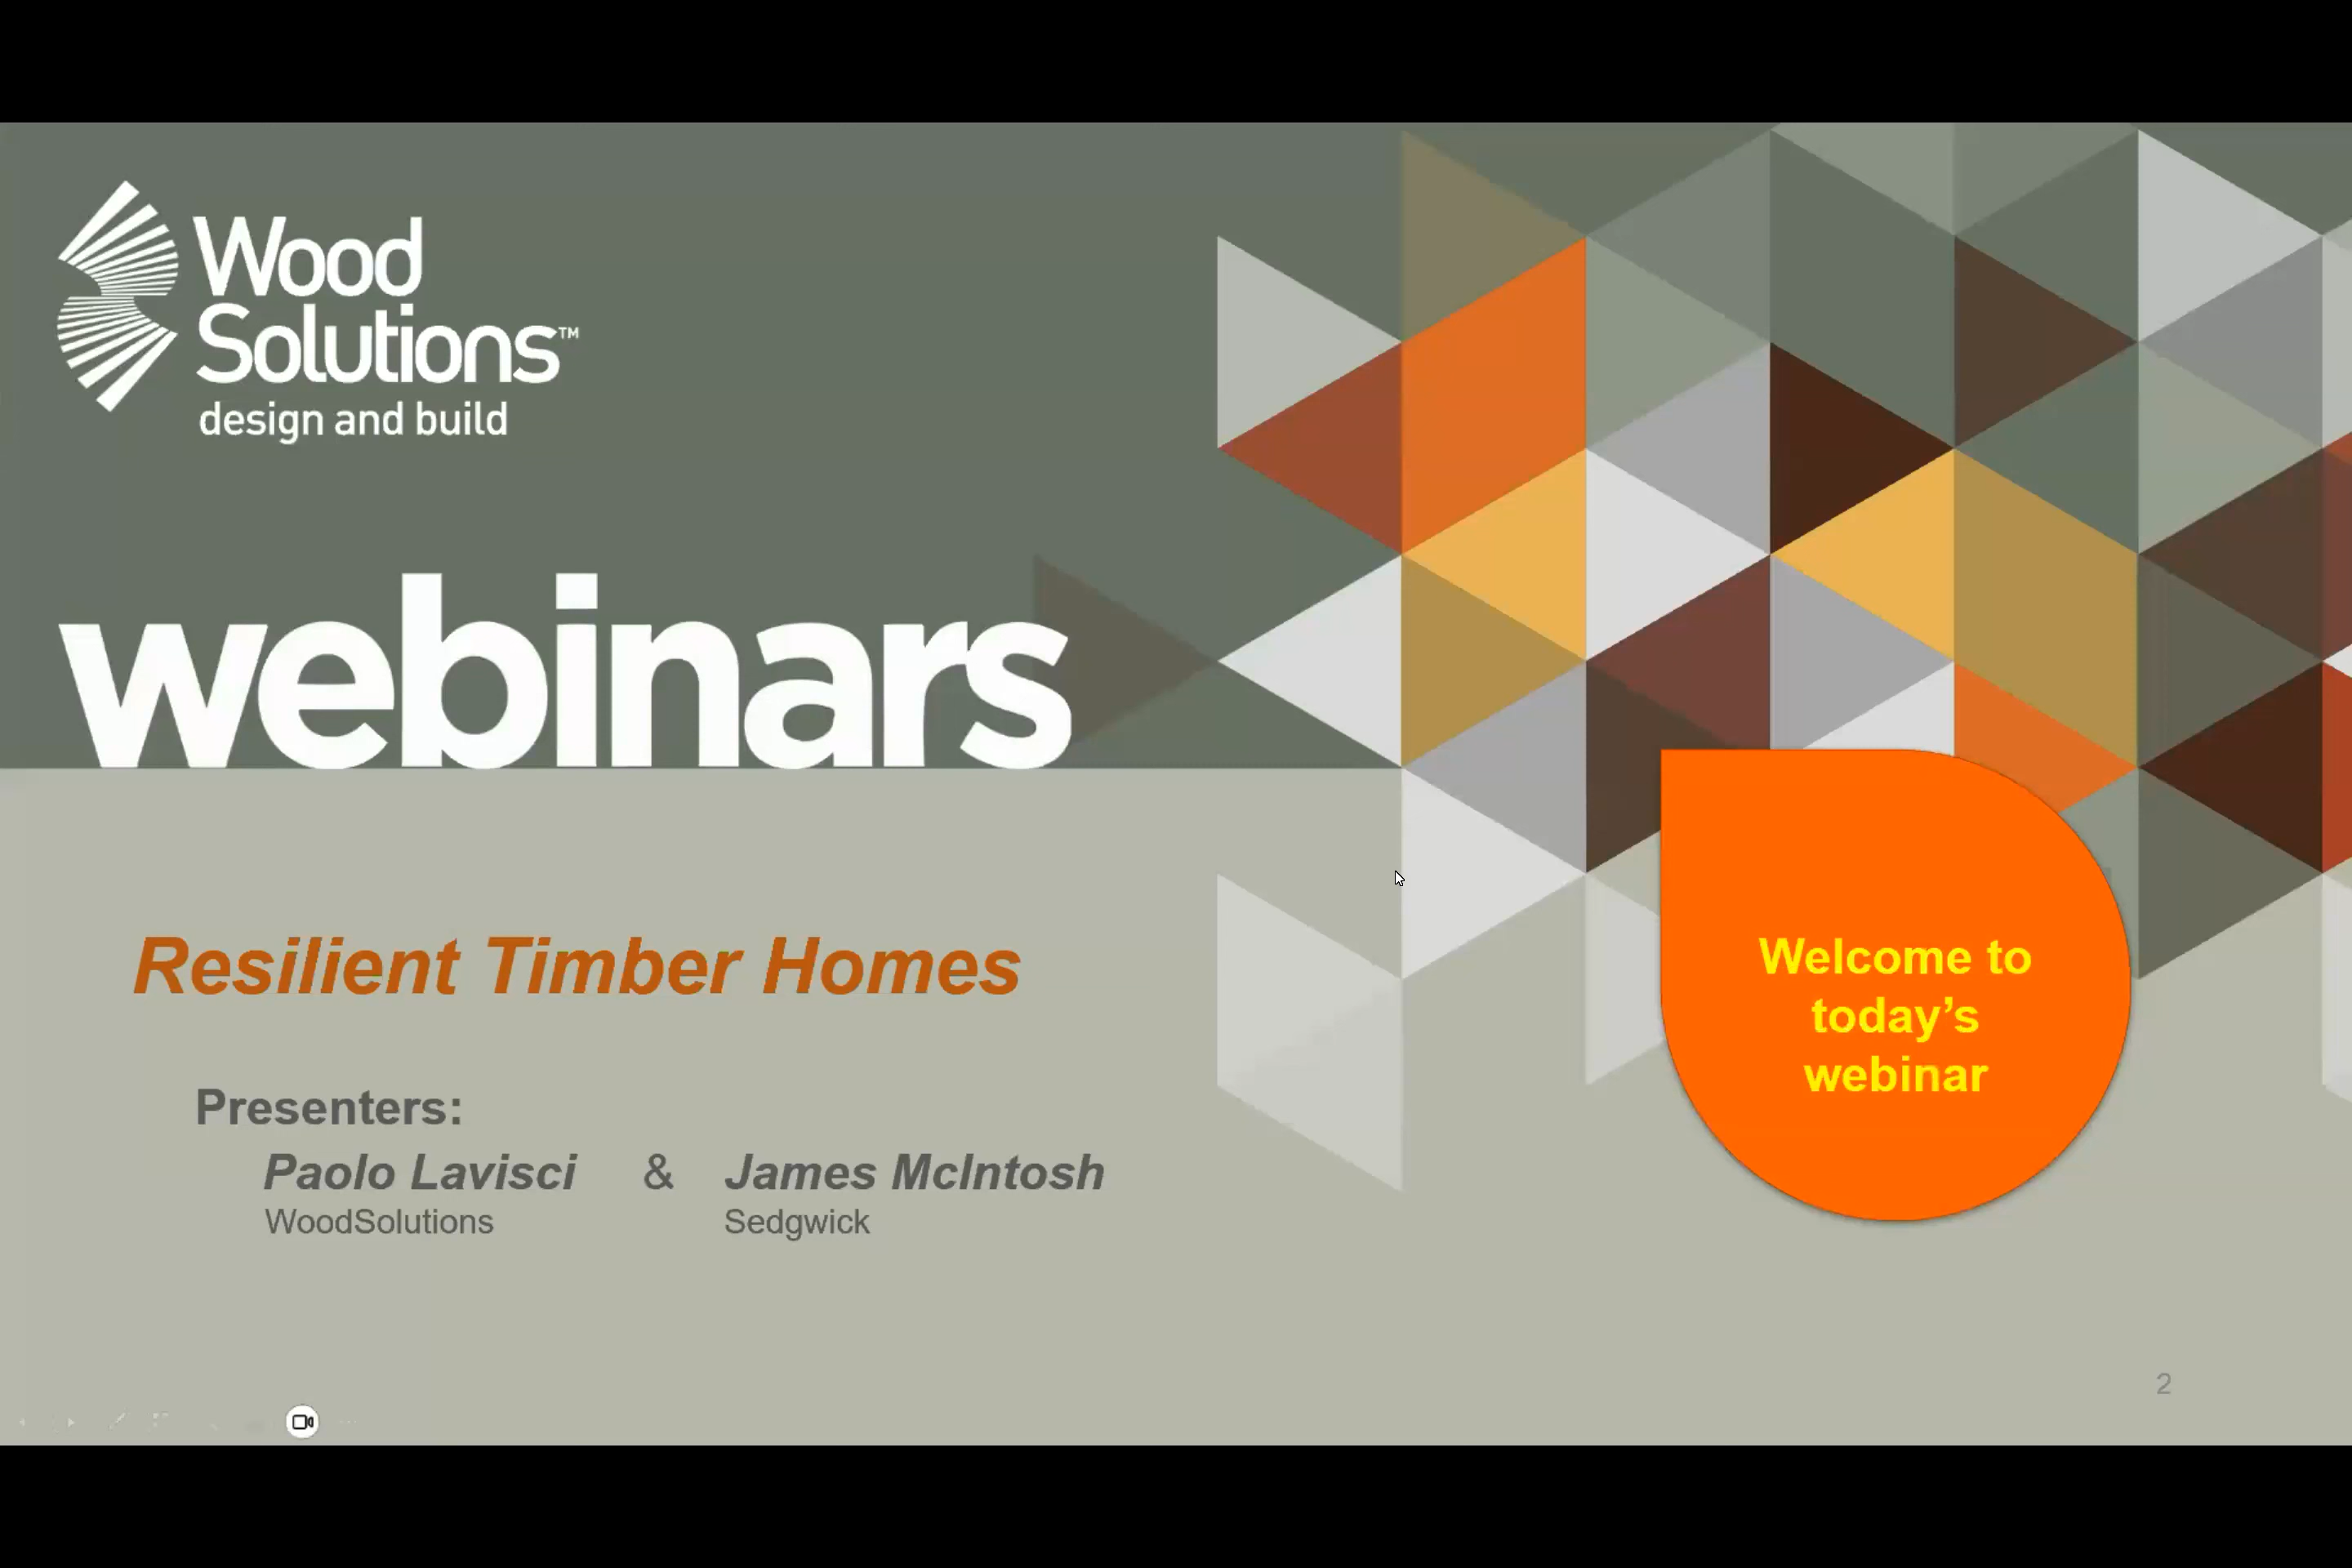 Wood
Solutions™
design and build
webinars
Resilient Timber Homes
Presenters:
Paolo Lavisci & James McIntosh
WoodSolutions Sedgwick
Welcome to
today’s
webinar
2